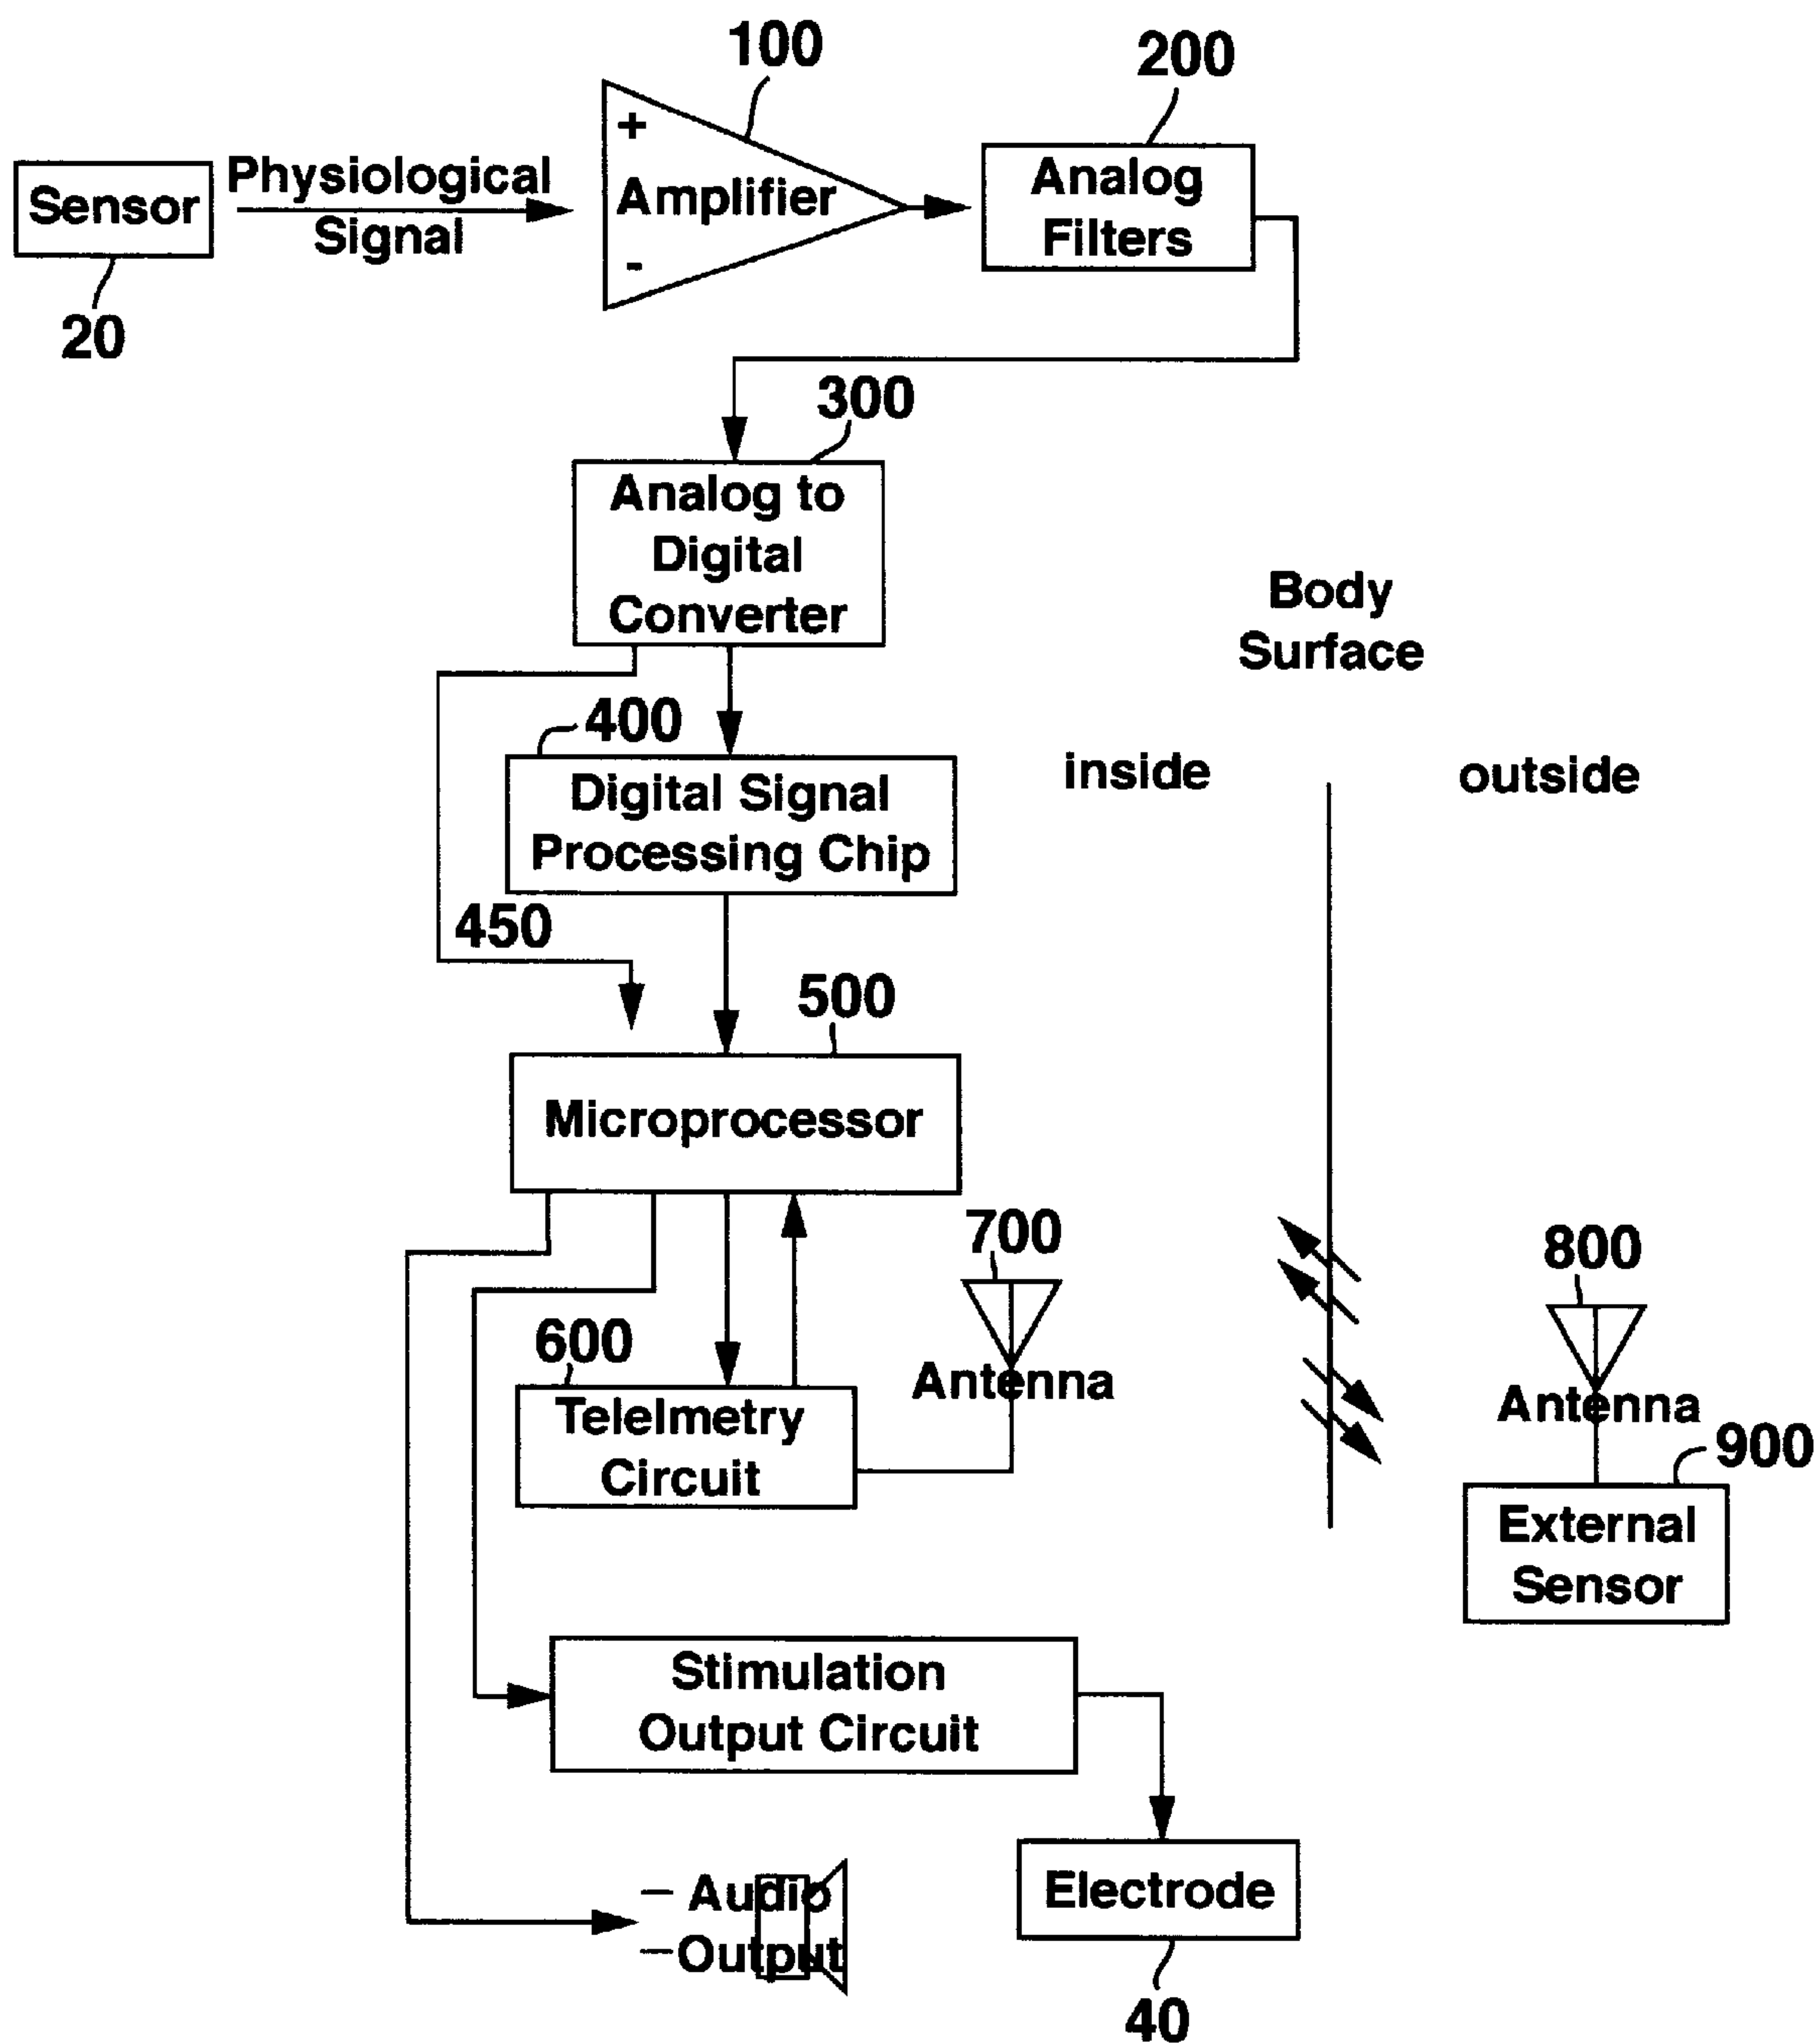 100
200
Sensor
Physiological
Signal
+
Amplifier
-
Analog
Filters
20
300
Analog to
Digital
Converter
Body
Surface
400
Digital Signal
Processing Chip
inside
outside
450
500
Microprocessor
700
800
600
Antenna
Telelmetry
Circuit
Antenna
900
External
Sensor
Stimulation
Output Circuit
Audio
Output
Electrode
40